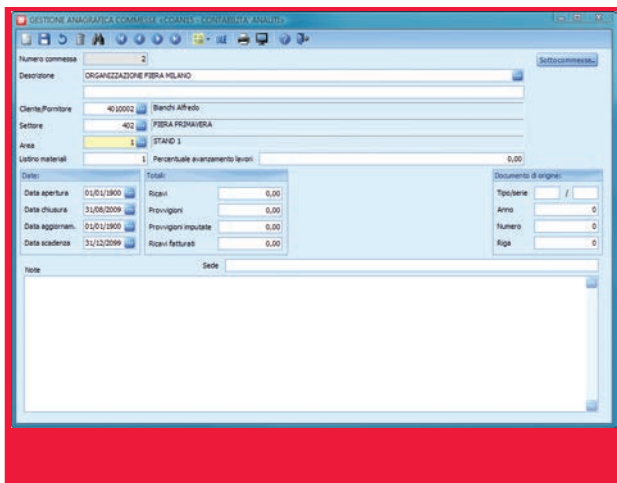 GESTIONE ANAGRAFICA COMMESSE «COAN15 - CONTABILITA' ANALITI»
Numero commessa 2 Sottocommesse..
Descrizione ORGANIZZAZIONE FIERA MILANO
Cliente/Fornitore 4010002 Bianchi Alfredo
Settore 402 FIERA PRIMAVERA
Area 1 STAND 1
Listino materiali 1 Percentuale avanzamento lavori 0,00
Date: Totali: Documento di origine:
Data apertura 01/01/1900 Ricavi 0,00 Tipo/serie /
Data chiusura 31/08/2009 Provvigioni 0,00 Anno 0
Data aggiornam. 01/01/1900 Provvigioni imputate 0,00 Numero 0
Data scadenza 31/12/2099 Ricavi fatturati 0,00 Riga 0
Note Sede